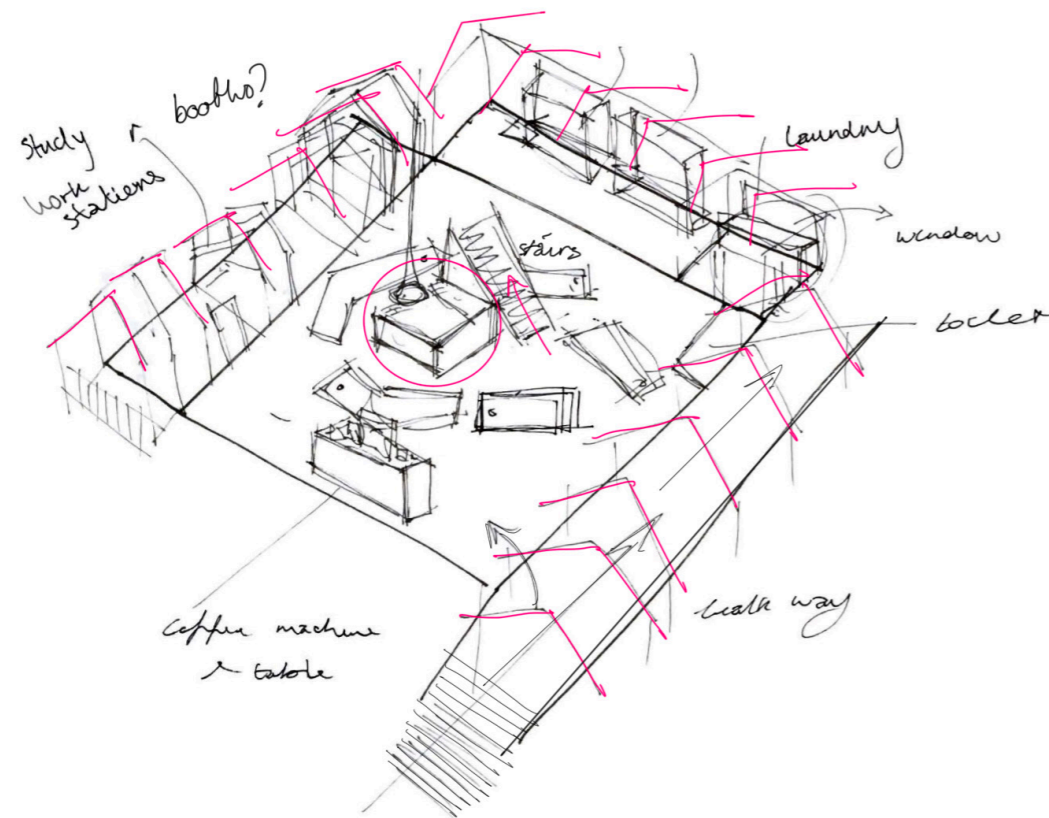 booths?
study
work
stations
Laundry
window
stairs
locker
walk way
coffee machine
& table